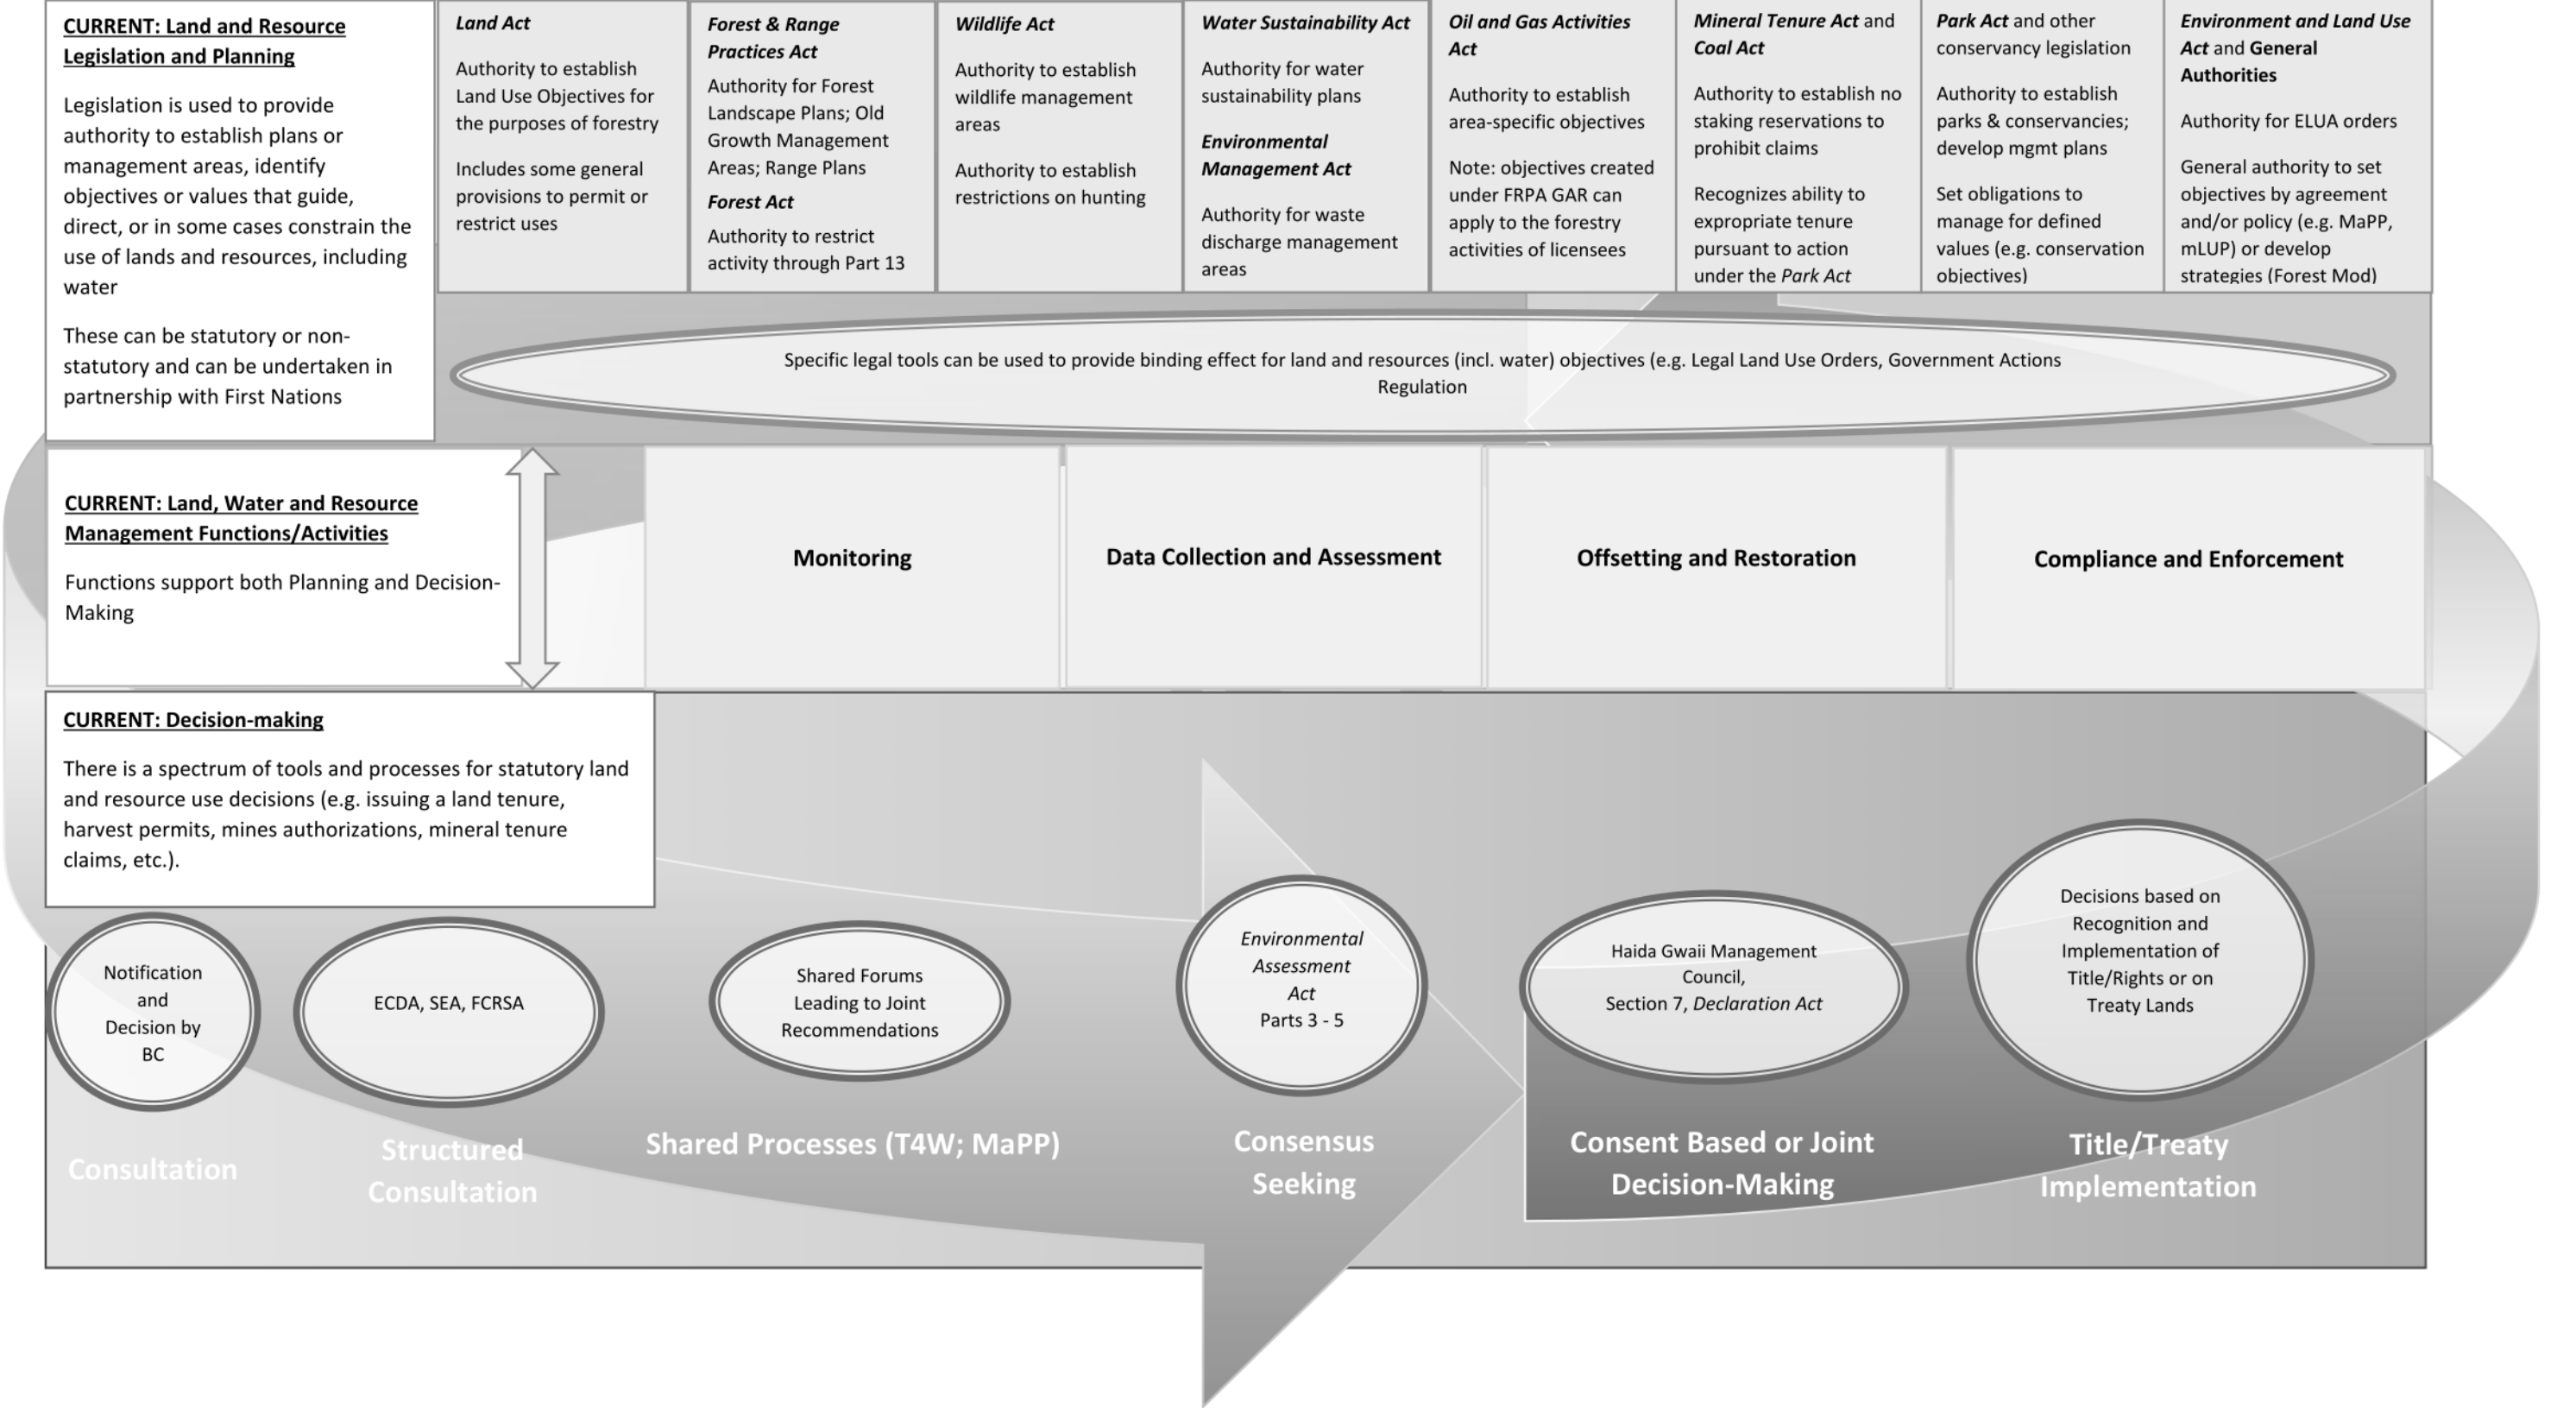 CURRENT: Land and Resource
Legislation and Planning
Legislation is used to provide
authority to establish plans or
management areas, identify
objectives or values that guide,
direct, or in some cases constrain the
use of lands and resources, including
water
These can be statutory or non-
statutory and can be undertaken in
partnership with First Nations
Land Act
Authority to establish
Land Use Objectives for
the purposes of forestry
Includes some general
provisions to permit or
restrict uses
Forest & Range
Practices Act
Authority for Forest
Landscape Plans; Old
Growth Management
Areas; Range Plans
Forest Act
Authority to restrict
activity through Part 13
Wildlife Act
Authority to establish
wildlife management
areas
Authority to establish
restrictions on hunting
Water Sustainability Act
Authority for water
sustainability plans
Environmental
Management Act
Authority for waste
discharge management
areas
Oil and Gas Activities
Act
Authority to establish
area-specific objectives
Note: objectives created
under FRPA GAR can
apply to the forestry
activities of licensees
Mineral Tenure Act and
Coal Act
Authority to establish no
staking reservations to
prohibit claims
Recognizes ability to
expropriate tenure
pursuant to action
under the Park Act
Park Act and other
conservancy legislation
Authority to establish
parks & conservancies;
develop mgmt plans
Set obligations to
manage for defined
values (e.g. conservation
objectives)
Environment and Land Use
Act and General
Authorities
Authority for ELUA orders
General authority to set
objectives by agreement
and/or policy (e.g. MaPP,
mLUP) or develop
strategies (Forest Mod)
Specific legal tools can be used to provide binding effect for land and resources (incl. water) objectives (e.g. Legal Land Use Orders, Government Actions
Regulation
CURRENT: Land, Water and Resource
Management Functions/Activities
Functions support both Planning and Decision-
Making
Monitoring
Data Collection and Assessment
Offsetting and Restoration
Compliance and Enforcement
CURRENT: Decision-making
There is a spectrum of tools and processes for statutory land
and resource use decisions (e.g. issuing a land tenure,
harvest permits, mines authorizations, mineral tenure
claims, etc.).
Notification
and
Decision by
BC
ECDA, SEA, FCRSA
Shared Forums
Leading to Joint
Recommendations
Environmental
Assessment
Act
Parts 3 - 5
Haida Gwaii Management
Council,
Section 7, Declaration Act
Decisions based on
Recognition and
Implementation of
Title/Rights or on
Treaty Lands
Consultation
Structured
Consultation
Shared Processes (T4W; MaPP)
Consensus
Seeking
Consent Based or Joint
Decision-Making
Title/Treaty
Implementation